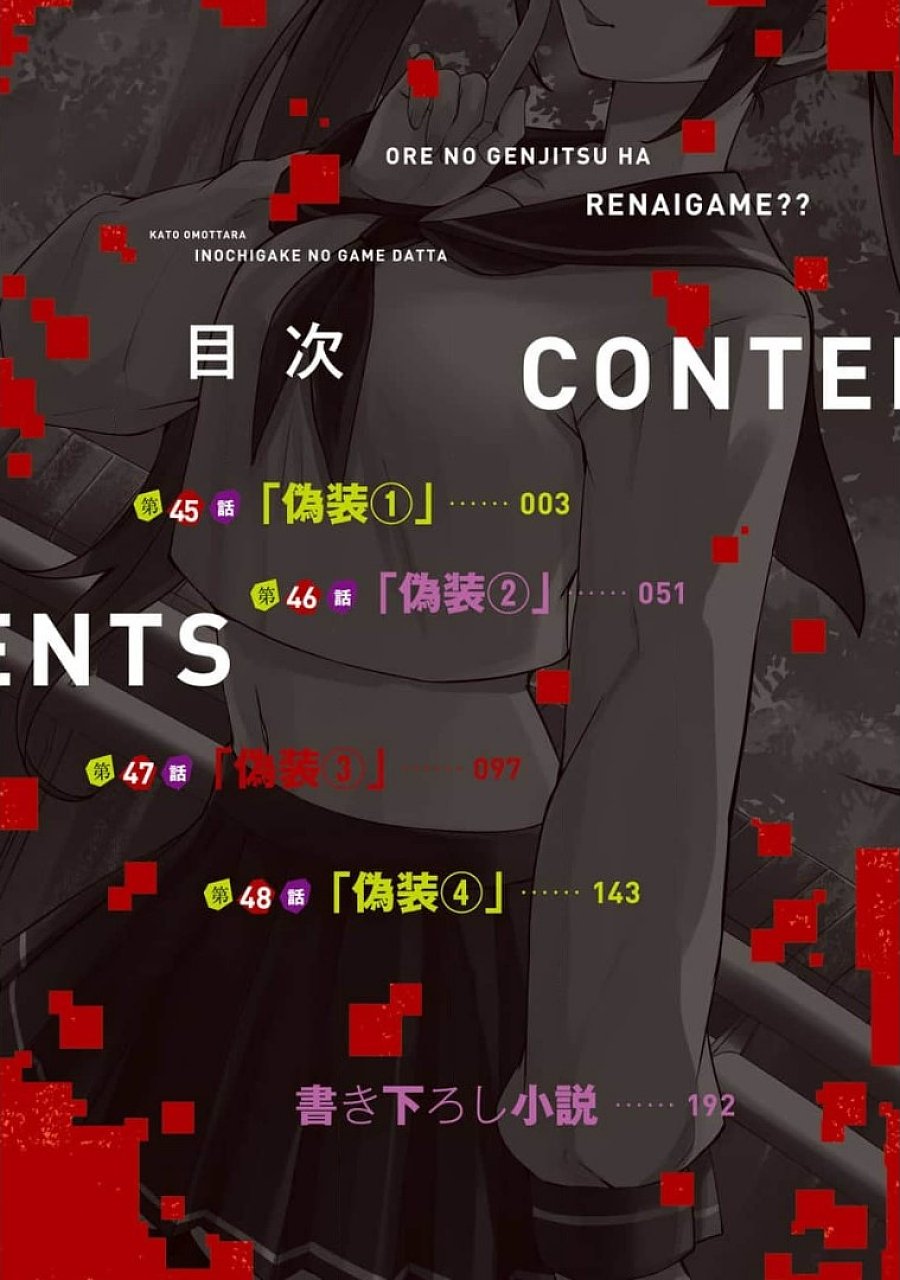 ORE NO GENJITSU HA
RENAIGAME??
KATO OMOTTARA
INOCHIGAKE NO GAME DATTA
目次
CONTE
第45話「偽装①」……003
第46話「偽装②」……051
ENTS
第47話「偽装③」……097
第48話「偽装④」……143
書き下ろし小説……192